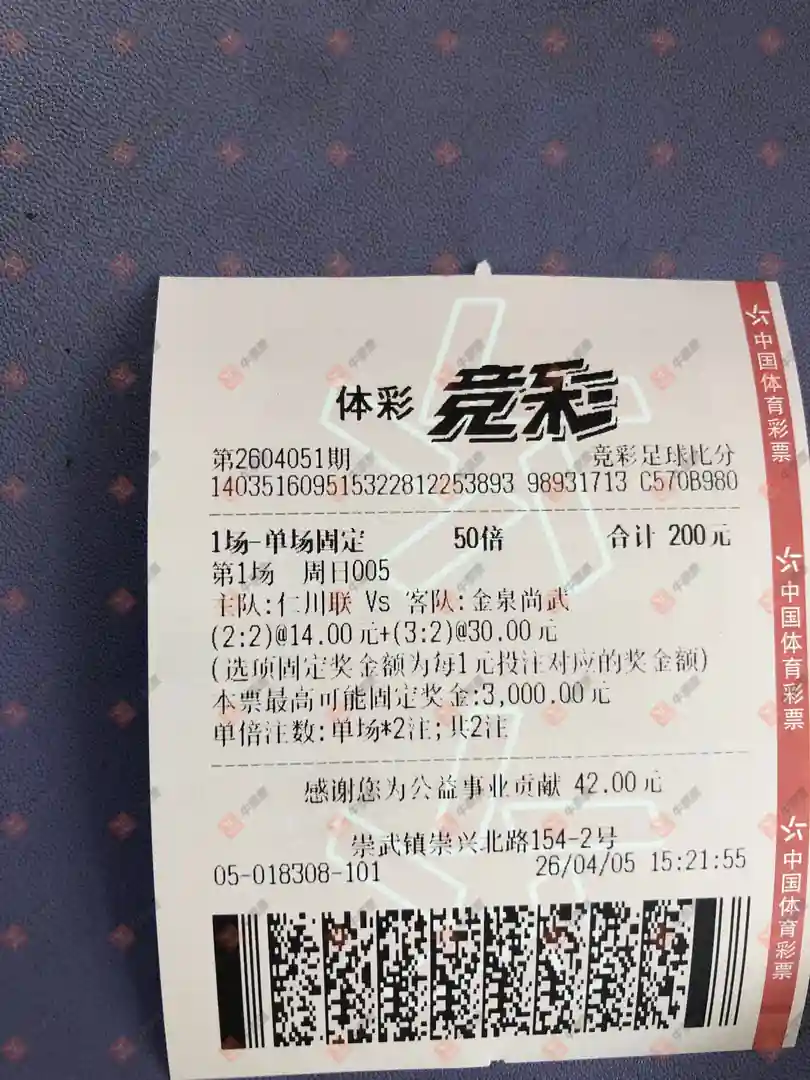 体彩 竞彩
第2604051期 竞彩足球比分
140351609515322812253893 98931713 C570B980
1场-单场固定 50倍 合计 200元
第1场 周日005
主队:仁川联 Vs 客队:金泉尚武
(2:2)@14.00元+(3:2)@30.00元
(选项固定奖金额为每1元投注对应的奖金额)
本票最高可能固定奖金:3,000.00元
单倍注数:单场*2注;共2注
感谢您为公益事业贡献 42.00元
崇武镇崇兴北路154-2号
05-018308-101 26/04/05 15:21:55
中国体育彩票
中国体育彩票
中国体育彩票